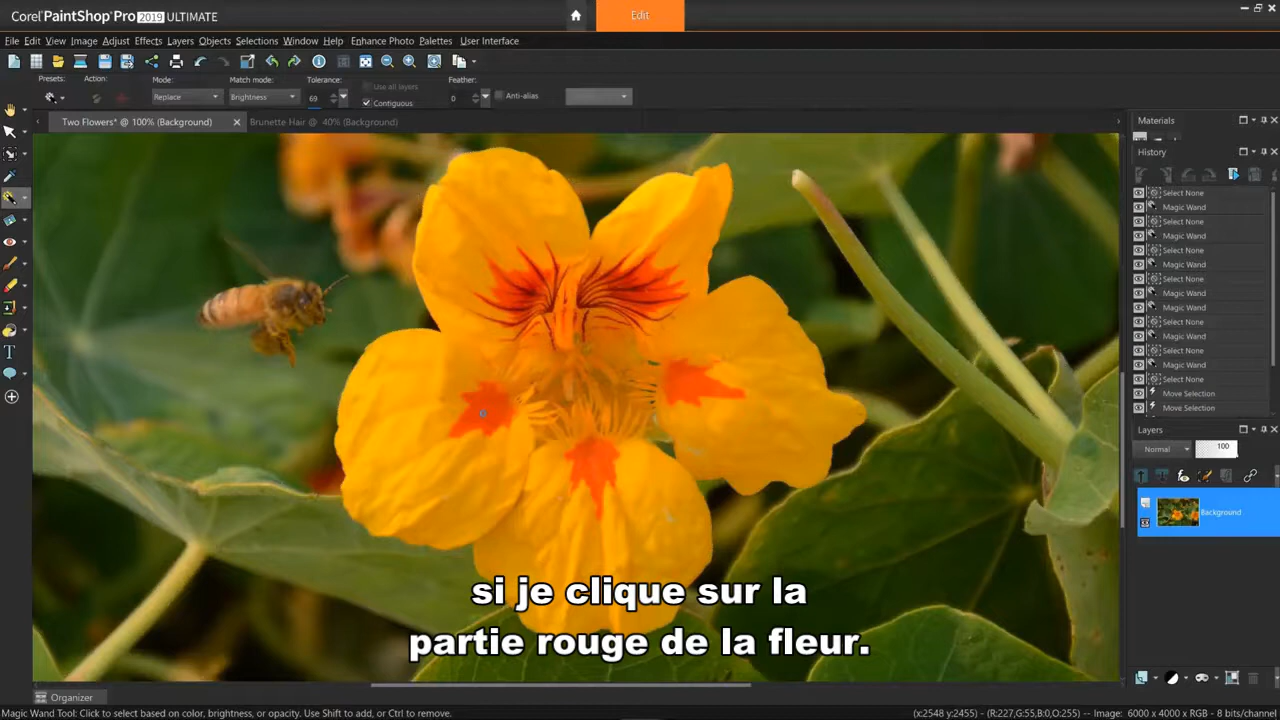 Corel PaintShop Pro 2019 ULTIMATE
Edit
File Edit View Image Adjust Effects Layers Objects Selections Window Help Enhance Photo Palettes User Interface
Presets: Action: Mode: Match mode: Tolerance: Use all layers Feather:
Replace Brightness 69 Contiguous 0 Anti-alias
Two Flowers* @ 100% (Background) Brunette Hair @ 40% (Background)
Materials
History
Select None
Magic Wand
Select None
Magic Wand
Select None
Magic Wand
Select None
Magic Wand
Magic Wand
Select None
Magic Wand
Select None
Magic Wand
Select None
Move Selection
Move Selection
Layers
Normal 100
Background
si je clique sur la
partie rouge de la fleur.
Organizer
Magic Wand Tool: Click to select based on color, brightness, or opacity. Use Shift to add, or Ctrl to remove.
(x:2548 y:2455) - (R:227,G:55,B:0,O:255) -- Image: 6000 x 4000 x RGB - 8 bits/channel